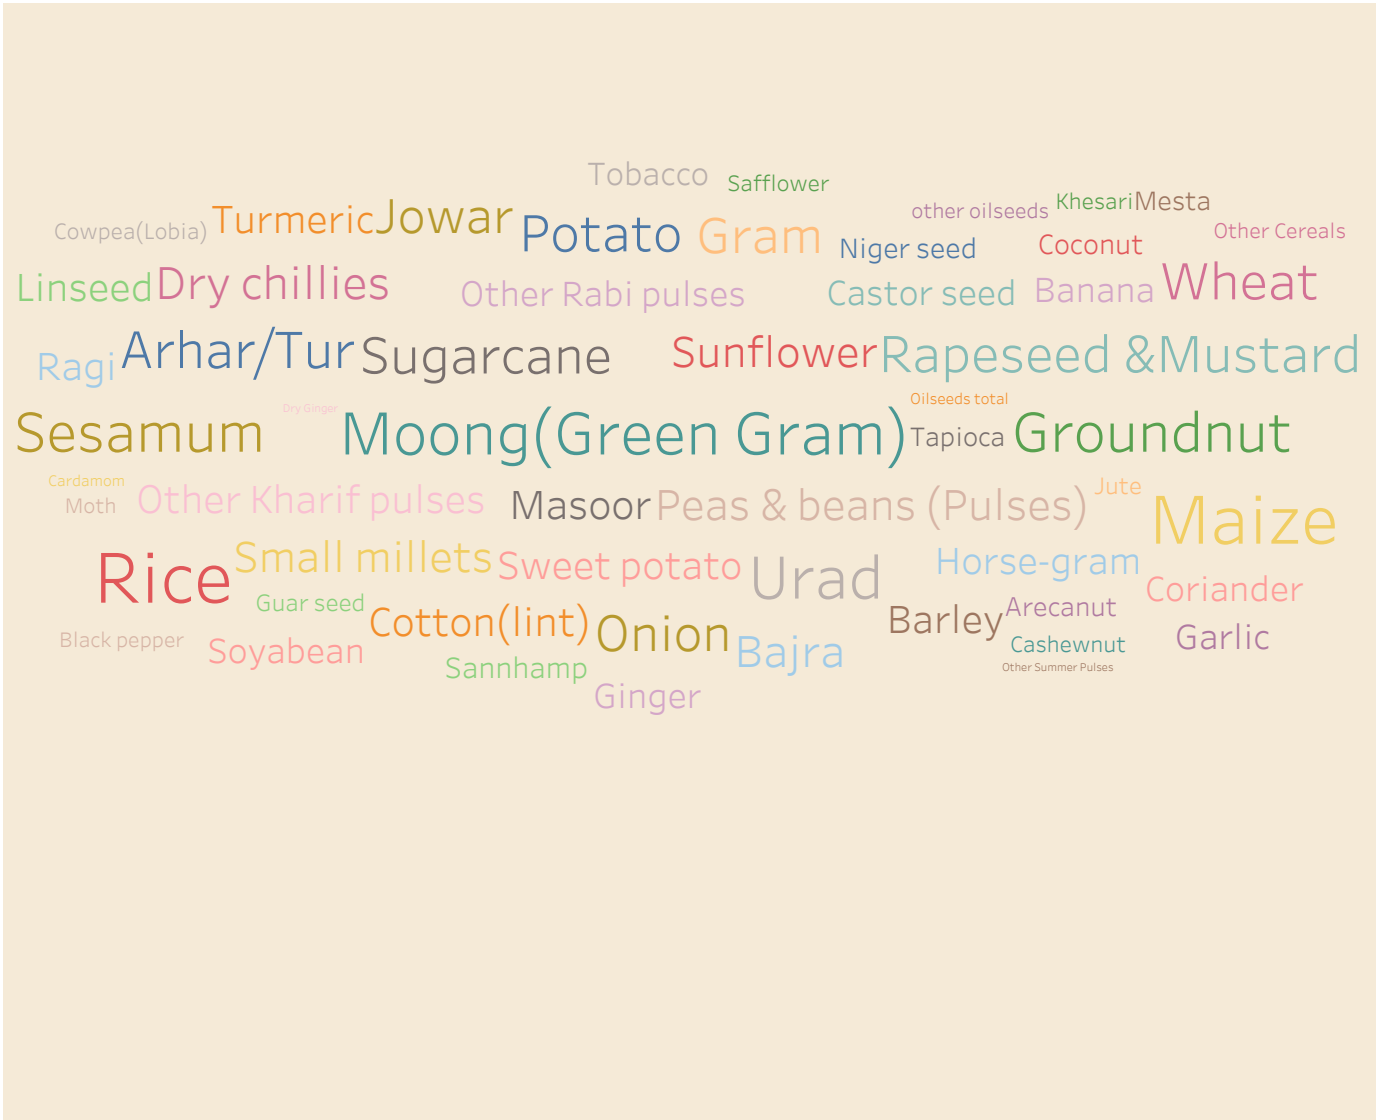 Tobacco Safflower
Cowpea(Lobia) Turmeric Jowar Potato Gram other oilseeds Khesari Mesta
Niger seed Coconut Other Cereals
Linseed Dry chillies Other Rabi pulses Castor seed Banana Wheat
Ragi Arhar/Tur Sugarcane Sunflower Rapeseed &Mustard
Dry Ginger Oilseeds total
Sesamum Moong(Green Gram) Tapioca Groundnut
Cardamom
Moth Other Kharif pulses Masoor Peas & beans (Pulses) Jute Maize
Rice Small millets Sweet potato Urad Horse-gram Coriander
Guar seed Cotton(lint) Onion Barley Arecanut
Black pepper Soyabean Bajra Cashewnut Garlic
Sannhamp Other Summer Pulses
Ginger